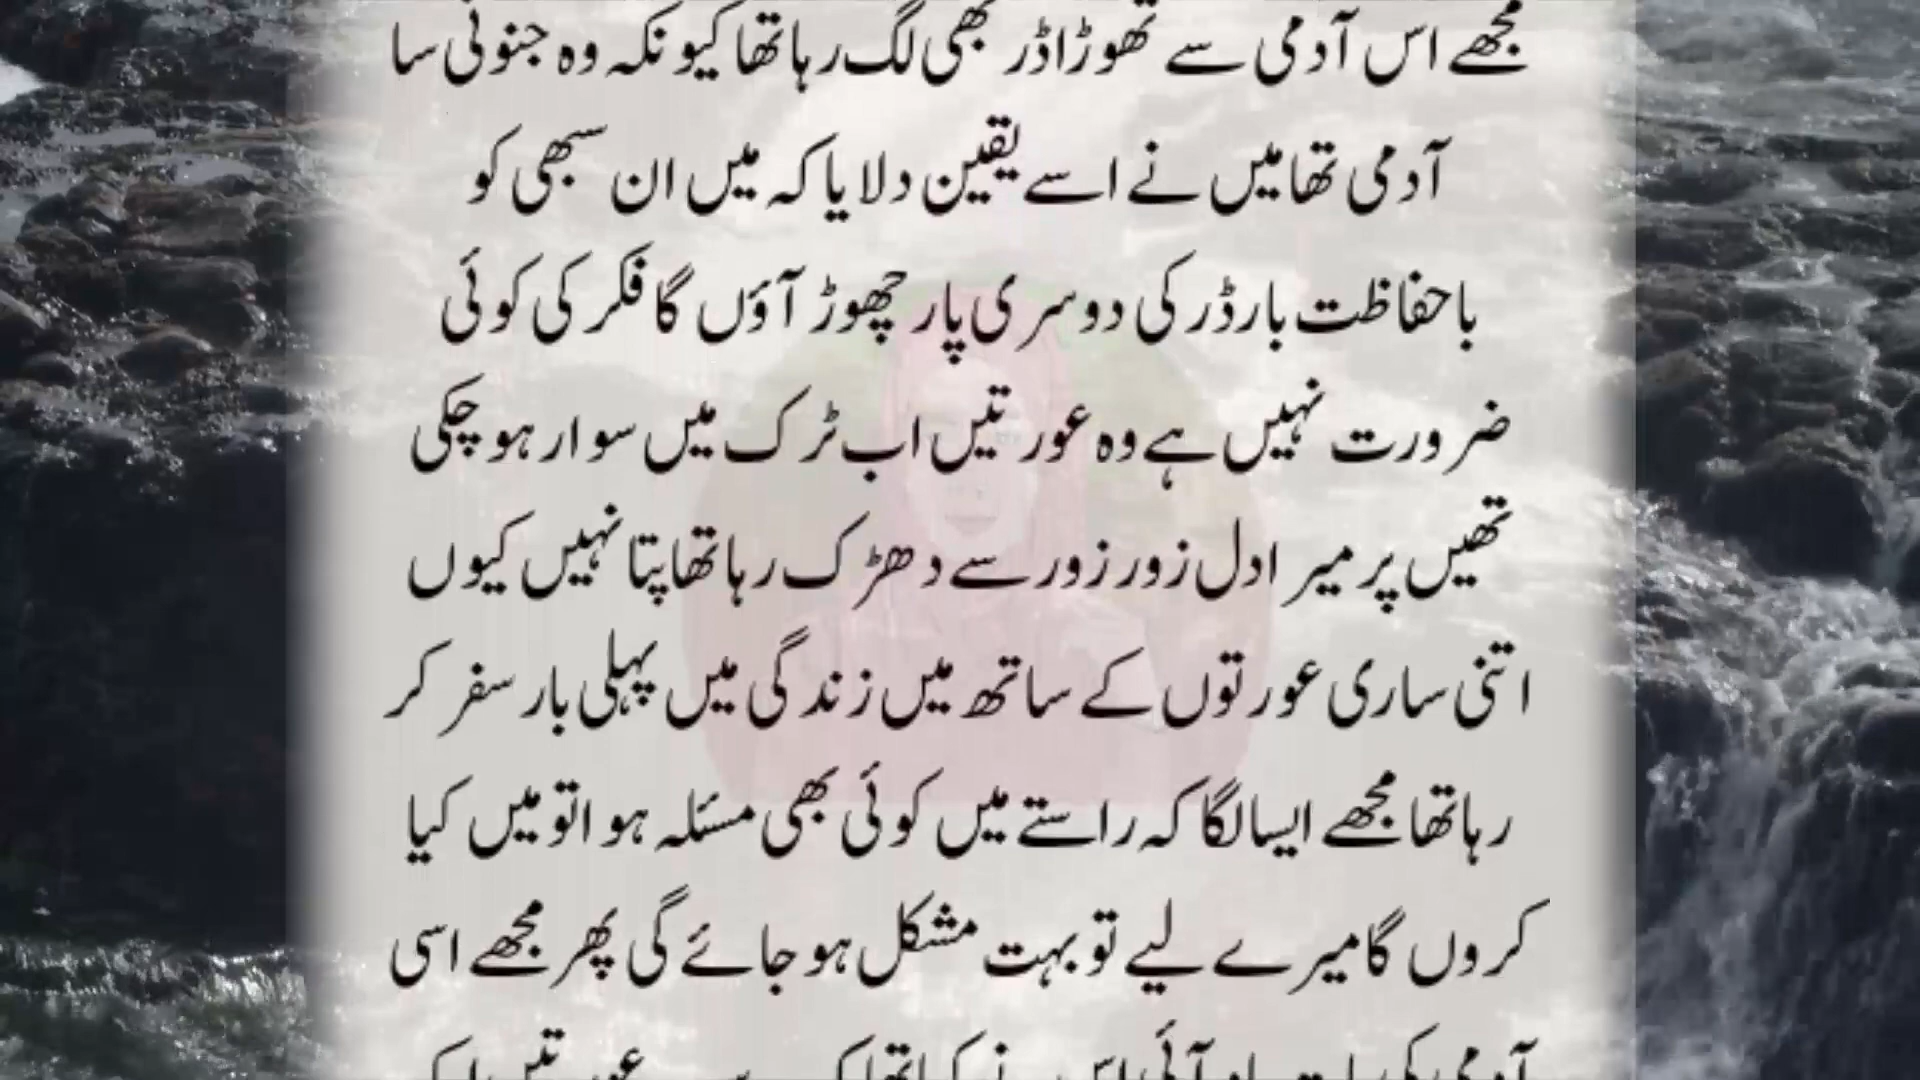 مجھے اس آدمی سے تھوڑا ڈر بھی لگ رہا تھا کیونکہ وہ جنونی سا
آدمی تھا میں نے اسے یقین دلایا کہ میں ان سبھی کو
باحفاظت بارڈر کی دوسری پار چھوڑ آؤں گا فکر کی کوئی
ضرورت نہیں ہے وہ عورتیں اب ٹرک میں سوار ہو چکی
تھیں پر میرا دل زور زور سے دھڑک رہا تھا پتا نہیں کیوں
اتنی ساری عورتوں کے ساتھ میں زندگی میں پہلی بار سفر کر
رہا تھا مجھے ایسا لگا کہ راستے میں کوئی بھی مسئلہ ہوا تو میں کیا
کروں گا میرے لیے تو بہت مشکل ہو جائے گی پھر مجھے اسی